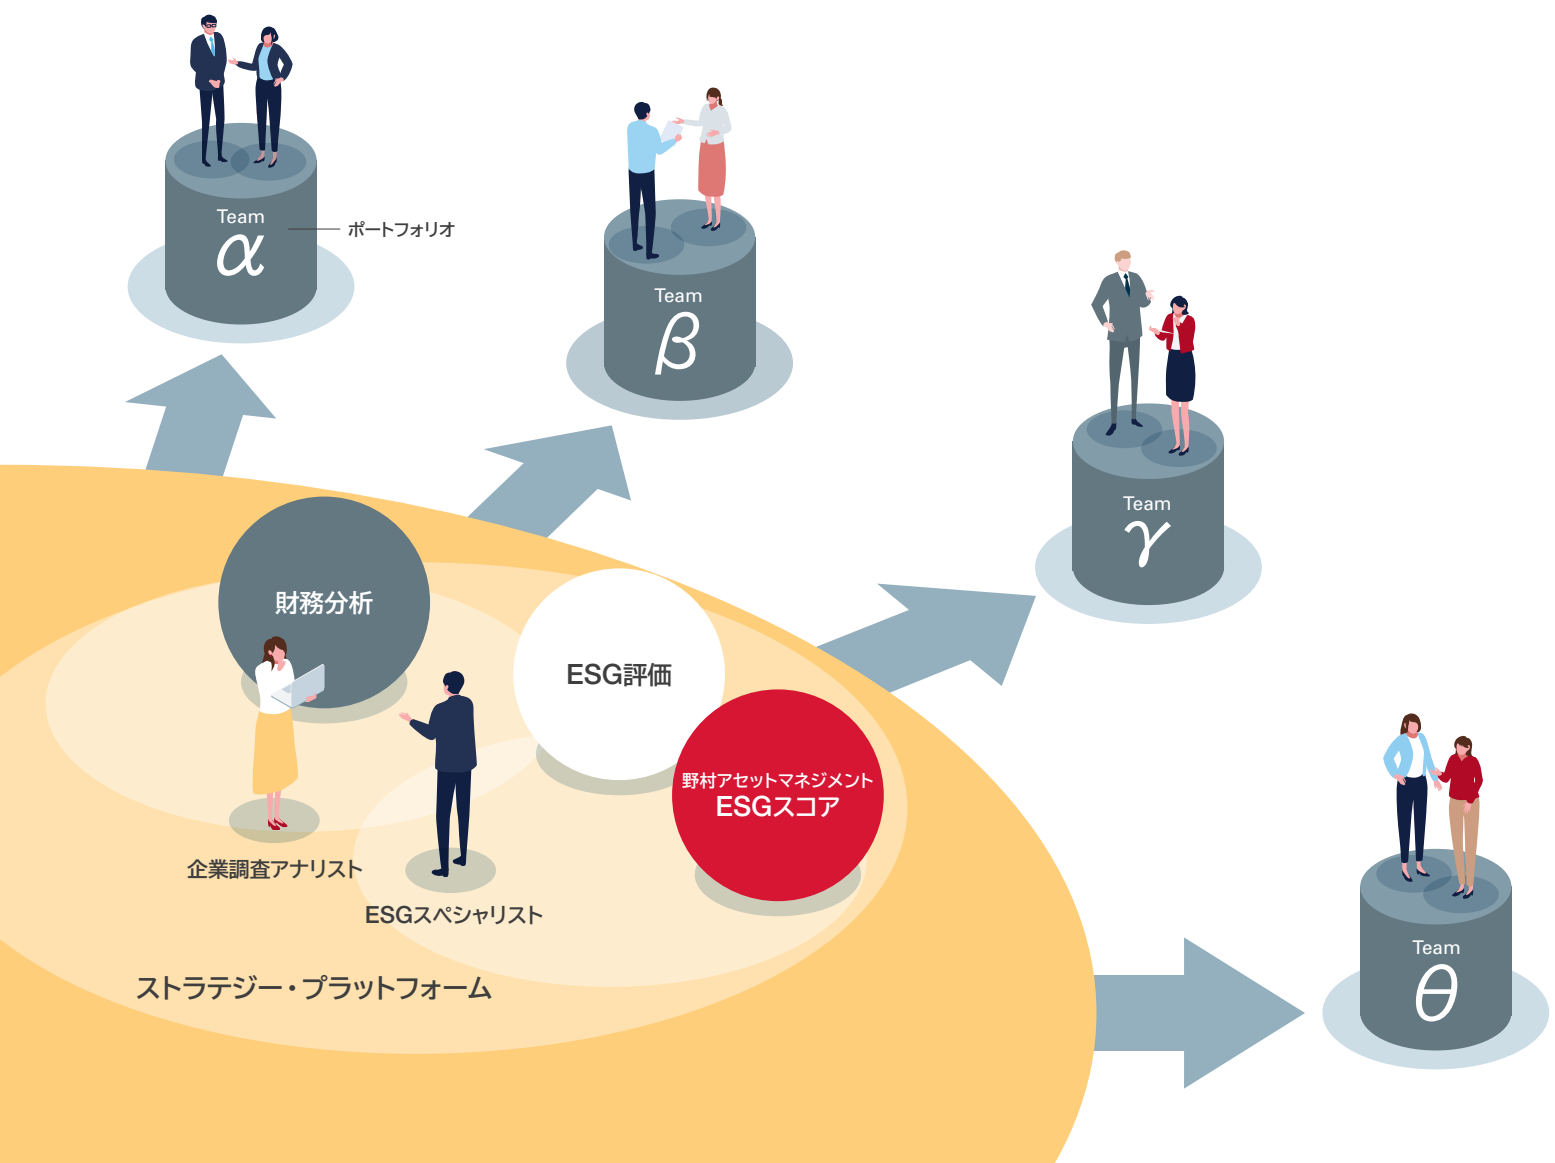 Team
α
ポートフォリオ
Team
β
Team
γ
財務分析
ESG評価
野村アセットマネジメント
ESGスコア
企業調査アナリスト
ESGスペシャリスト
ストラテジー・プラットフォーム
Team
θ